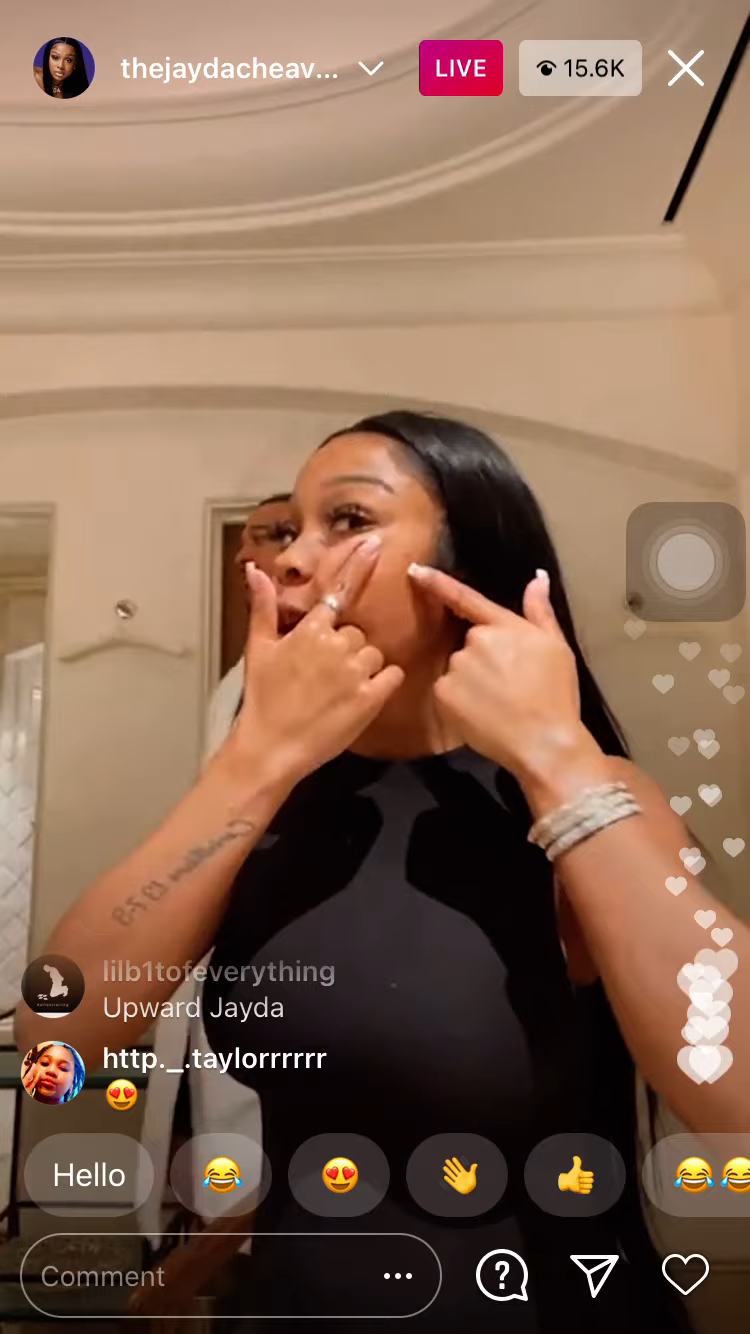 thejaydacheav...
LIVE
15.6K
lilb1tofeverything
Upward Jayda
http._.taylorrrrrr
😍
Hello
😂
😍
👋
👍
😂😂
Comment